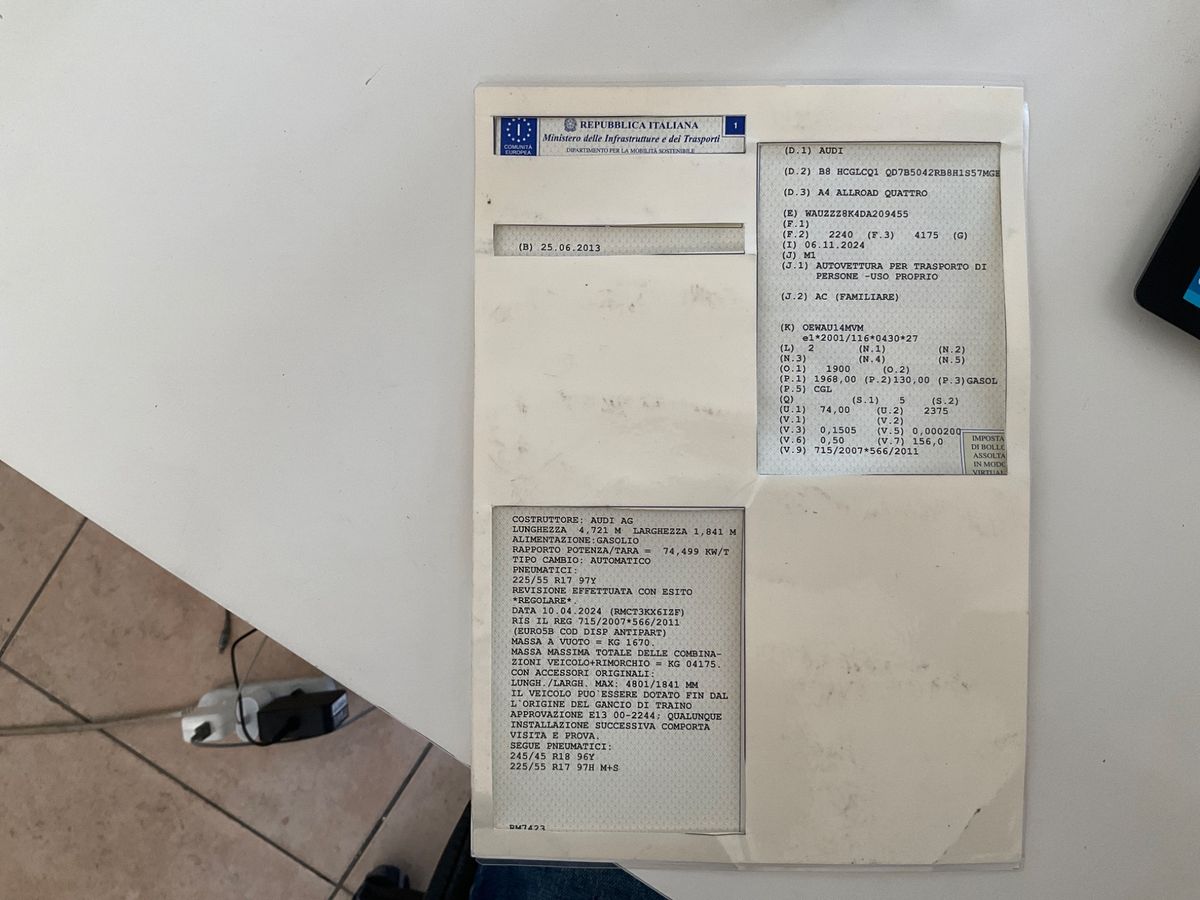 I
COMUNITÀ
EUROPEA
REPUBBLICA ITALIANA
Ministero delle Infrastrutture e dei Trasporti
DIPARTIMENTO PER LA MOBILITÀ SOSTENIBILE
1
(B) 25.06.2013
(D.1) AUDI
(D.2) B8 HCGLCQ1 QD7B5042RB8H1S57MGE
(D.3) A4 ALLROAD QUATTRO
(E) WAUZZZ8K4DA209455
(F.1)
(F.2) 2240 (F.3) 4175 (G)
(I) 06.11.2024
(J) M1
(J.1) AUTOVETTURA PER TRASPORTO DI
PERSONE -USO PROPRIO
(J.2) AC (FAMILIARE)
(K) OEWAU14MVM
e1*2001/116*0430*27
(L) 2 (N.1) (N.2)
(N.3) (N.4) (N.5)
(O.1) 1900 (O.2)
(P.1) 1968,00 (P.2)130,00 (P.3)GASOL
(P.5) CGL
(Q) (S.1) 5 (S.2)
(U.1) 74,00 (U.2) 2375
(V.1) (V.2)
(V.3) 0,1505 (V.5) 0,000200
(V.6) 0,50 (V.7) 156,0
(V.9) 715/2007*566/2011
IMPOSTA
DI BOLLO
ASSOLTA
IN MODO
VIRTUAL
COSTRUTTORE: AUDI AG
LUNGHEZZA 4,721 M LARGHEZZA 1,841 M
ALIMENTAZIONE:GASOLIO
RAPPORTO POTENZA/TARA = 74,499 KW/T
TIPO CAMBIO: AUTOMATICO
PNEUMATICI:
225/55 R17 97Y
REVISIONE EFFETTUATA CON ESITO
*REGOLARE*.
DATA 10.04.2024 (RMCT3KX6IZF)
RIS IL REG 715/2007*566/2011
(EURO5B COD DISP ANTIPART)
MASSA A VUOTO = KG 1670.
MASSA MASSIMA TOTALE DELLE COMBINA-
ZIONI VEICOLO+RIMORCHIO = KG 04175.
CON ACCESSORI ORIGINALI:
LUNGH./LARGH. MAX: 4801/1841 MM
IL VEICOLO PUO`ESSERE DOTATO FIN DAL
L`ORIGINE DEL GANCIO DI TRAINO
APPROVAZIONE E13 00-2244; QUALUNQUE
INSTALLAZIONE SUCCESSIVA COMPORTA
VISITA E PROVA.
SEGUE PNEUMATICI:
245/45 R18 96Y
225/55 R17 97H M+S
RM7423